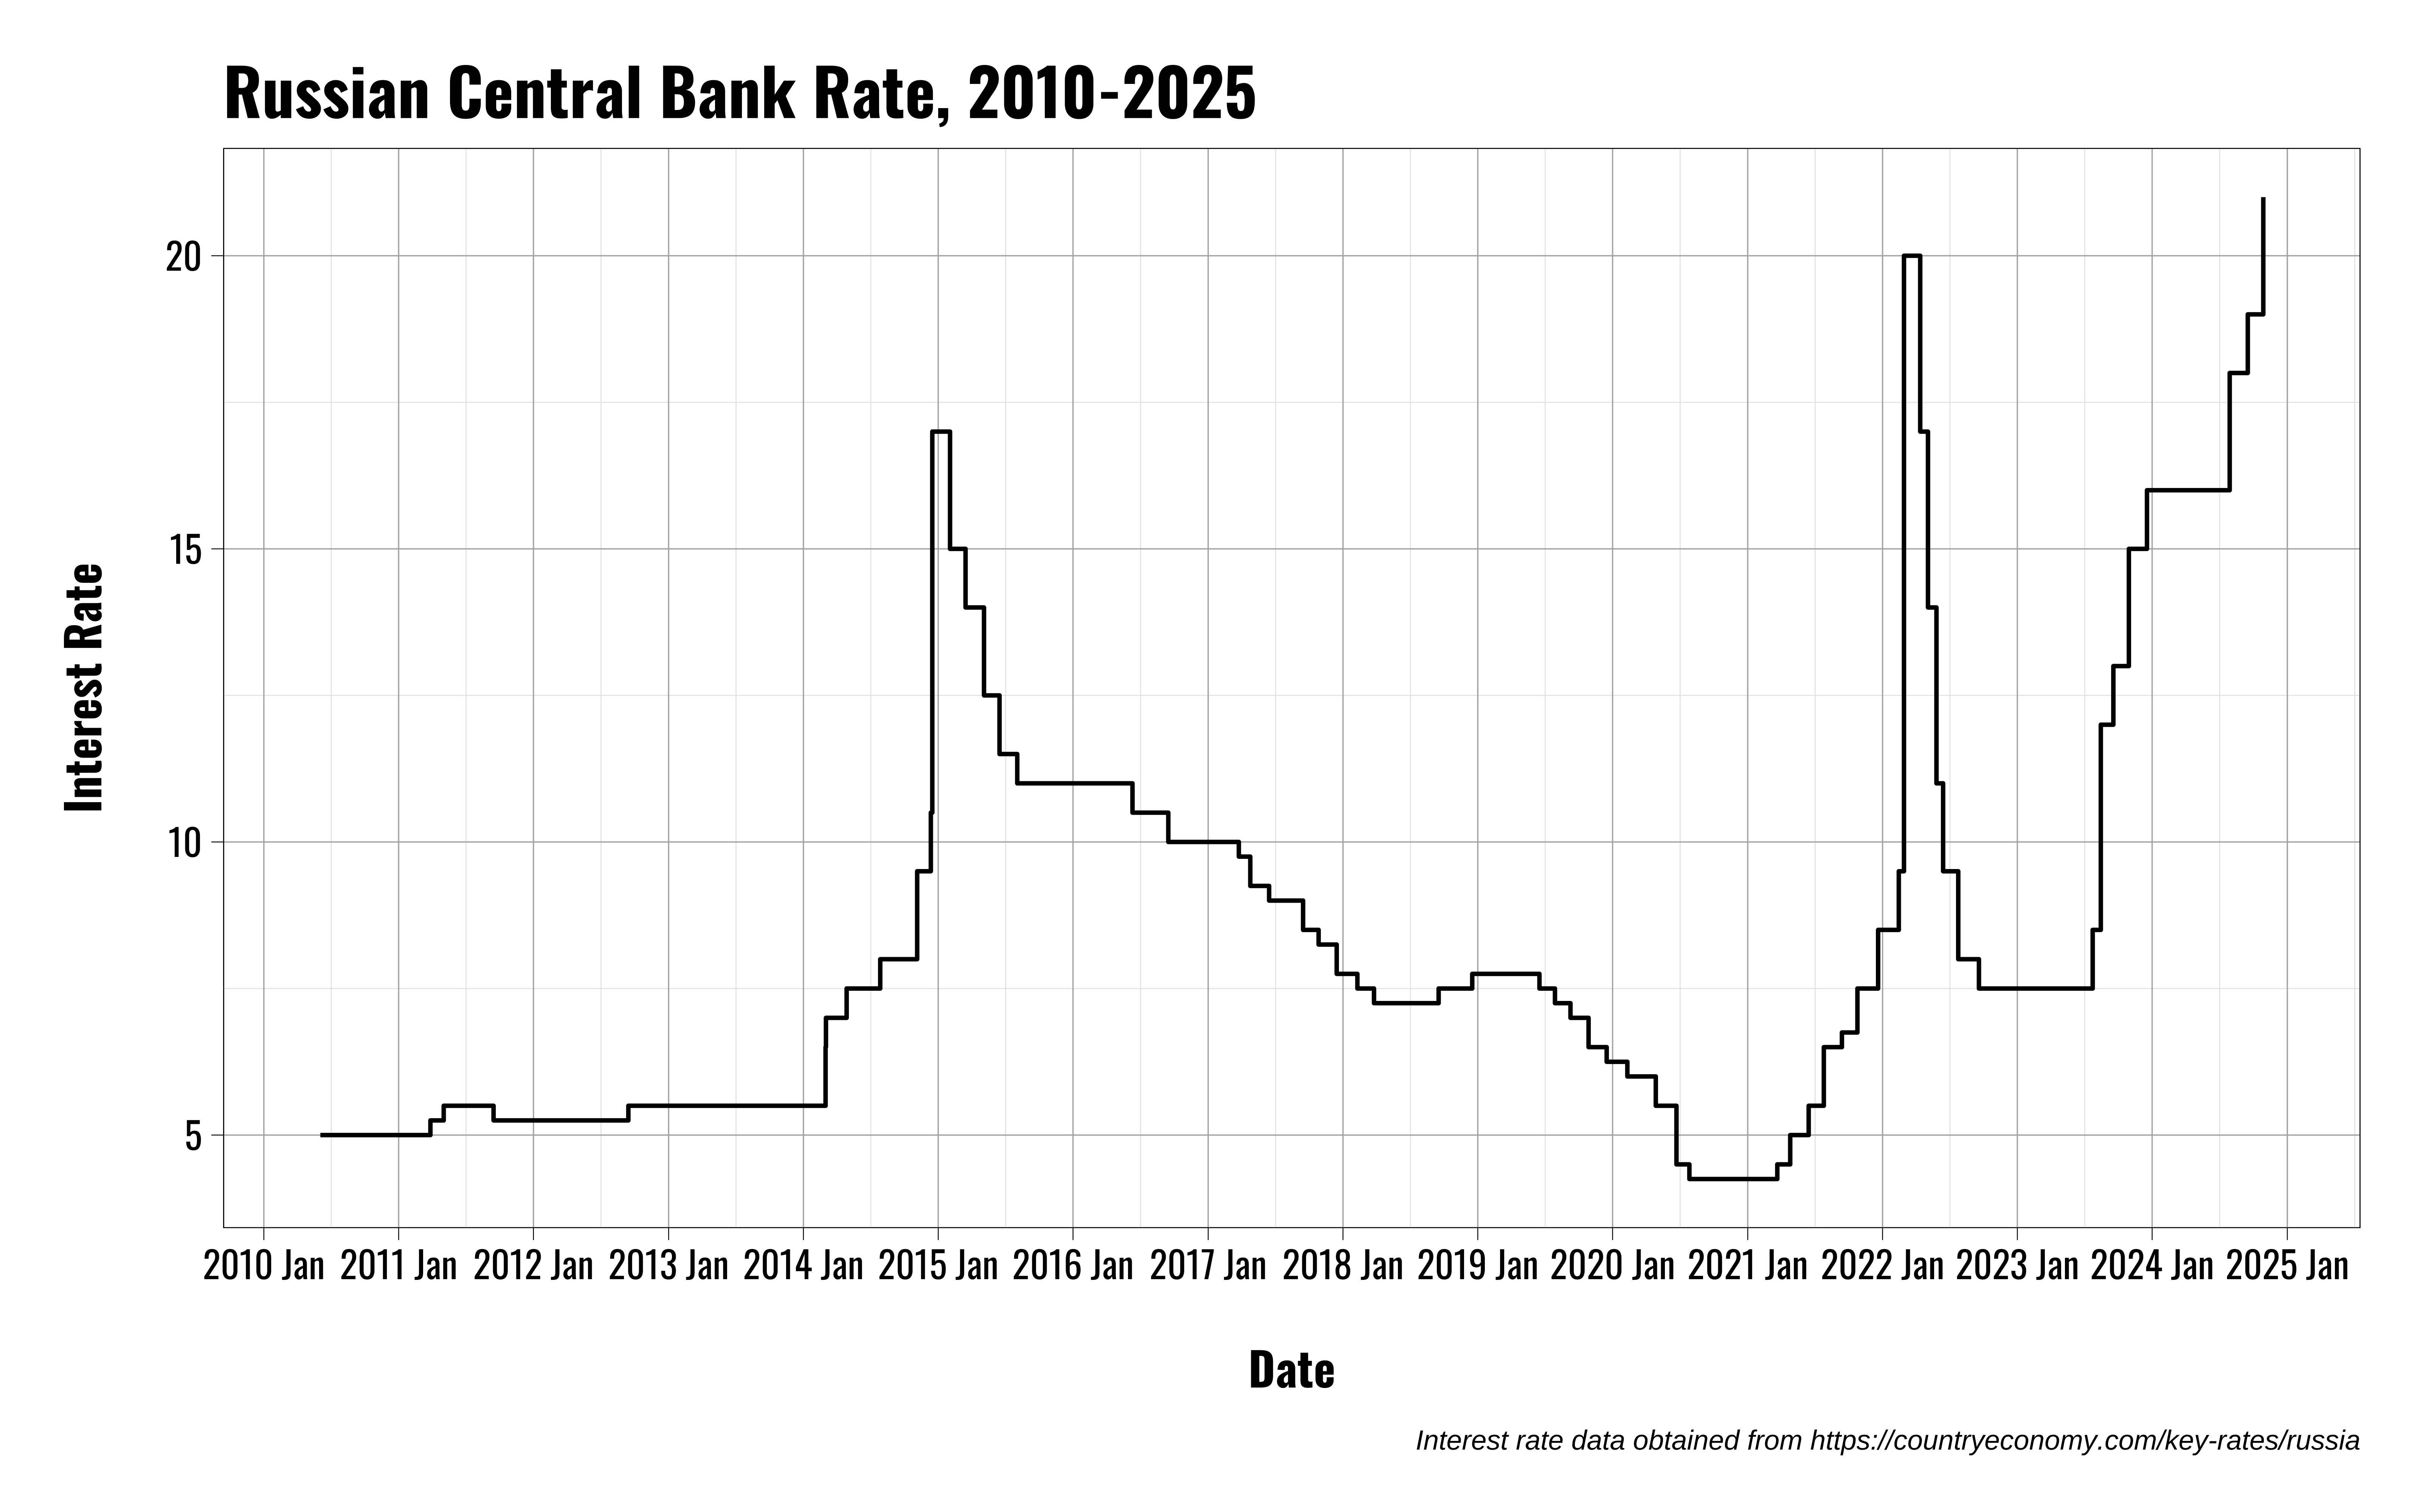 Russian Central Bank Rate, 2010-2025
20
15
10
5
Interest Rate
2010 Jan 2011 Jan 2012 Jan 2013 Jan 2014 Jan 2015 Jan 2016 Jan 2017 Jan 2018 Jan 2019 Jan 2020 Jan 2021 Jan 2022 Jan 2023 Jan 2024 Jan 2025 Jan
Date
Interest rate data obtained from https://countryeconomy.com/key-rates/russia